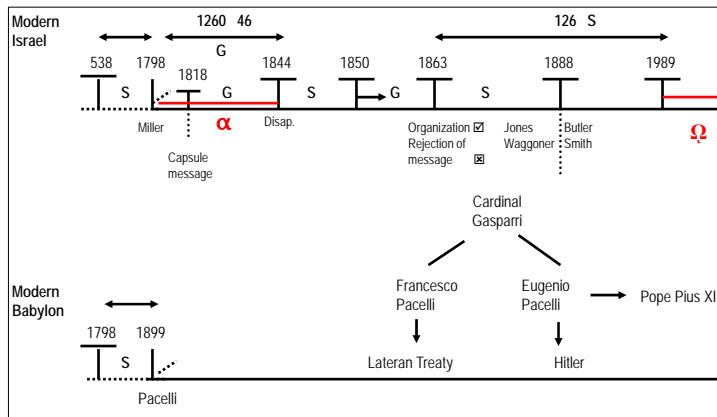 Modern
Israel
1260 46
G
126 S
538
1798
1818
1844
1850
1863
1888
1989
S
G
S
G
S
Miller
α
Disap.
Capsule
message
Organization ☑
Rejection of
message ☒
Jones
Waggoner
Butler
Smith
Ω
Cardinal
Gasparri
Francesco
Pacelli
Eugenio
Pacelli
Pope Pius XI
Modern
Babylon
1798
1899
S
Lateran Treaty
Hitler
Pacelli